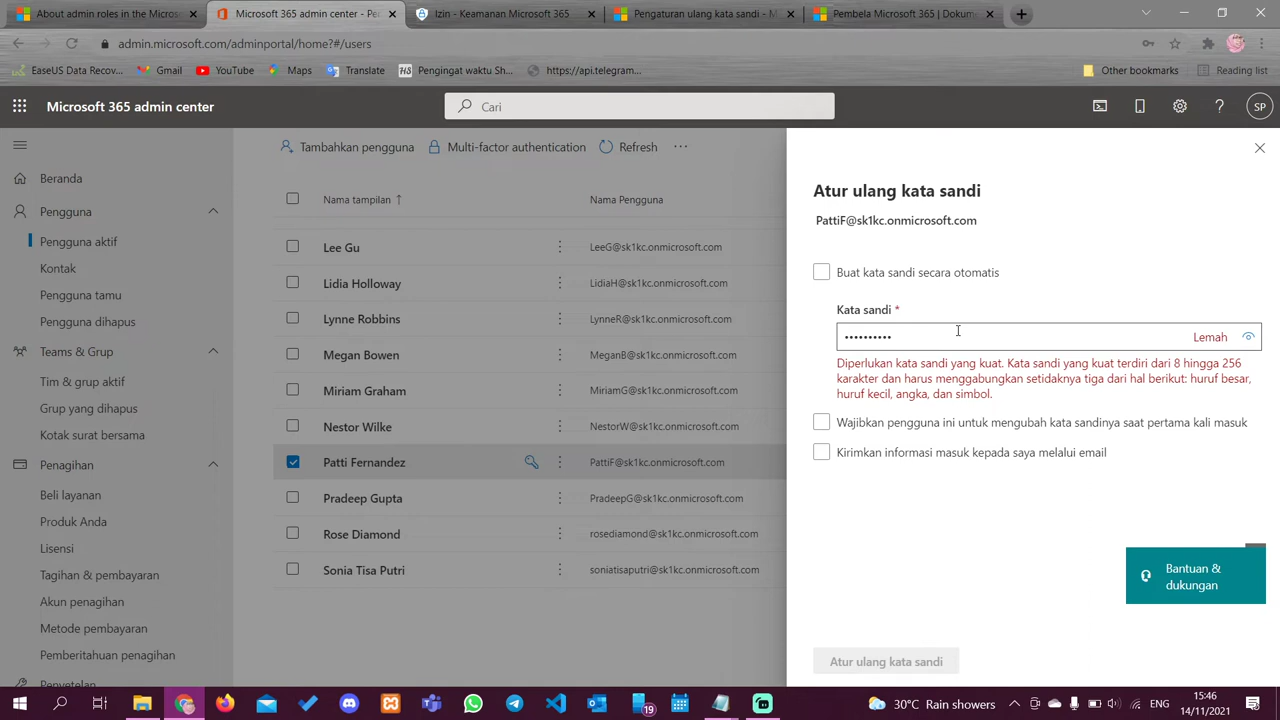 About admin roles in the Microso
Microsoft 365 admin center - Pe
Izin - Keamanan Microsoft 365
Pengaturan ulang kata sandi - M
Pembela Microsoft 365 | Dokum
admin.microsoft.com/adminportal/home?#/users
EaseUS Data Recov...
Gmail
YouTube
Maps
Translate
HS
Pengingat waktu Sh...
https://api.telegram...
Other bookmarks
Reading list
Microsoft 365 admin center
Cari
SP
Beranda
Pengguna
Pengguna aktif
Kontak
Pengguna tamu
Pengguna dihapus
Teams & Grup
Tim & grup aktif
Grup yang dihapus
Kotak surat bersama
Penagihan
Beli layanan
Produk Anda
Lisensi
Tagihan & pembayaran
Akun penagihan
Metode pembayaran
Pemberitahuan penagihan
Penyetelan
Tambahkan pengguna
Multi-factor authentication
Refresh
Nama tampilan ↑
Nama Pengguna
Lee Gu
LeeG@sk1kc.onmicrosoft.com
Lidia Holloway
LidiaH@sk1kc.onmicrosoft.com
Lynne Robbins
LynneR@sk1kc.onmicrosoft.com
Megan Bowen
MeganB@sk1kc.onmicrosoft.com
Miriam Graham
MiriamG@sk1kc.onmicrosoft.com
Nestor Wilke
NestorW@sk1kc.onmicrosoft.com
Patti Fernandez
PattiF@sk1kc.onmicrosoft.com
Pradeep Gupta
PradeepG@sk1kc.onmicrosoft.com
Rose Diamond
rosediamond@sk1kc.onmicrosoft.com
Sonia Tisa Putri
soniatisaputri@sk1kc.onmicrosoft.com
Atur ulang kata sandi
PattiF@sk1kc.onmicrosoft.com
Buat kata sandi secara otomatis
Kata sandi *
•••••••••• Lemah
Diperlukan kata sandi yang kuat. Kata sandi yang kuat terdiri dari 8 hingga 256
karakter dan harus menggabungkan setidaknya tiga dari hal berikut: huruf besar,
huruf kecil, angka, dan simbol.
Wajibkan pengguna ini untuk mengubah kata sandinya saat pertama kali masuk
Kirimkan informasi masuk kepada saya melalui email
Bantuan &
dukungan
Atur ulang kata sandi
19
30°C Rain showers
ENG
15:46
14/11/2021